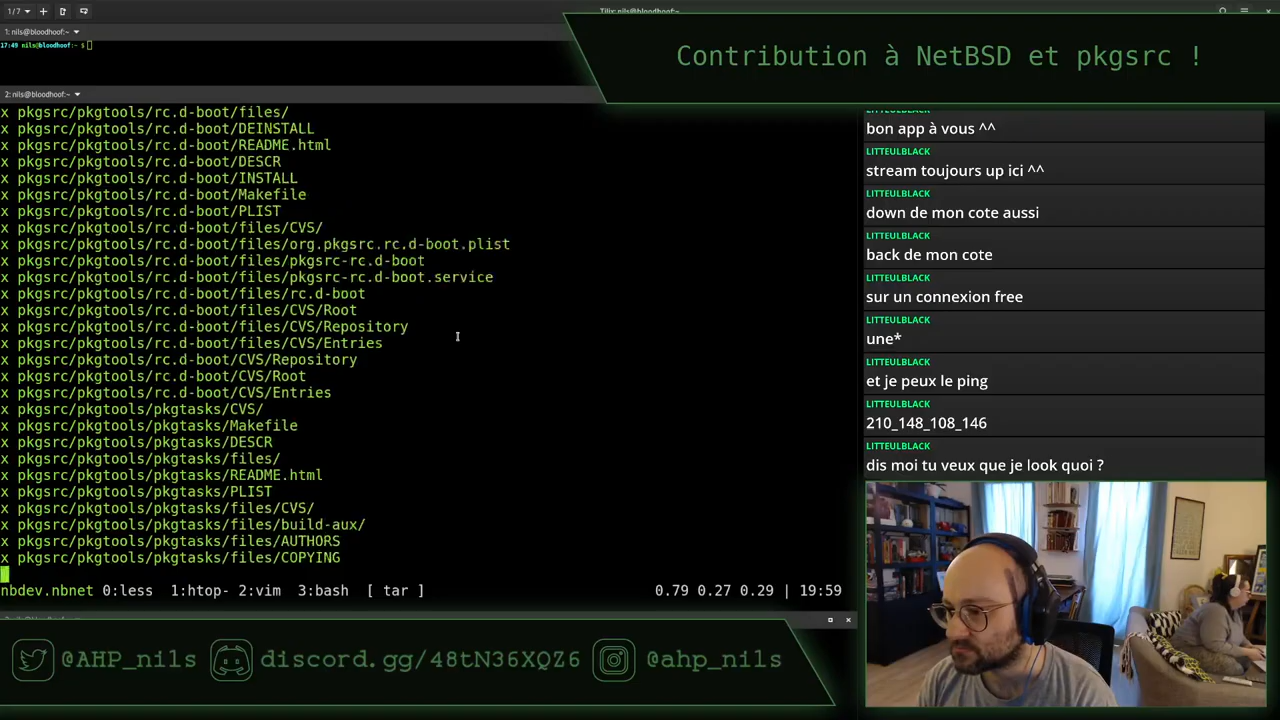 1/7
Tilix: nils@bloodhoof:~
1: nils@bloodhoof:~
17:49 nils@bloodhoof:~ $
Contribution à NetBSD et pkgsrc !
2: nils@bloodhoof:~
x pkgsrc/pkgtools/rc.d-boot/files/
x pkgsrc/pkgtools/rc.d-boot/DEINSTALL
x pkgsrc/pkgtools/rc.d-boot/README.html
x pkgsrc/pkgtools/rc.d-boot/DESCR
x pkgsrc/pkgtools/rc.d-boot/INSTALL
x pkgsrc/pkgtools/rc.d-boot/Makefile
x pkgsrc/pkgtools/rc.d-boot/PLIST
x pkgsrc/pkgtools/rc.d-boot/files/CVS/
x pkgsrc/pkgtools/rc.d-boot/files/org.pkgsrc.rc.d-boot.plist
x pkgsrc/pkgtools/rc.d-boot/files/pkgsrc-rc.d-boot
x pkgsrc/pkgtools/rc.d-boot/files/pkgsrc-rc.d-boot.service
x pkgsrc/pkgtools/rc.d-boot/files/rc.d-boot
x pkgsrc/pkgtools/rc.d-boot/files/CVS/Root
x pkgsrc/pkgtools/rc.d-boot/files/CVS/Repository
x pkgsrc/pkgtools/rc.d-boot/files/CVS/Entries
x pkgsrc/pkgtools/rc.d-boot/CVS/Repository
x pkgsrc/pkgtools/rc.d-boot/CVS/Root
x pkgsrc/pkgtools/rc.d-boot/CVS/Entries
x pkgsrc/pkgtools/pkgtasks/CVS/
x pkgsrc/pkgtools/pkgtasks/Makefile
x pkgsrc/pkgtools/pkgtasks/DESCR
x pkgsrc/pkgtools/pkgtasks/files/
x pkgsrc/pkgtools/pkgtasks/README.html
x pkgsrc/pkgtools/pkgtasks/PLIST
x pkgsrc/pkgtools/pkgtasks/files/CVS/
x pkgsrc/pkgtools/pkgtasks/files/build-aux/
x pkgsrc/pkgtools/pkgtasks/files/AUTHORS
x pkgsrc/pkgtools/pkgtasks/files/COPYING
nbdev.nbnet 0:less 1:htop- 2:vim 3:bash [ tar ] 0.79 0.27 0.29 | 19:59
bon app à vous ^^
LITTEULBLACK
stream toujours up ici ^^
LITTEULBLACK
down de mon cote aussi
LITTEULBLACK
back de mon cote
LITTEULBLACK
sur un connexion free
LITTEULBLACK
une*
LITTEULBLACK
et je peux le ping
LITTEULBLACK
210_148_108_146
LITTEULBLACK
dis moi tu veux que je look quoi ?
@AHP_nils discord.gg/48tN36XQZ6 @ahp_nils